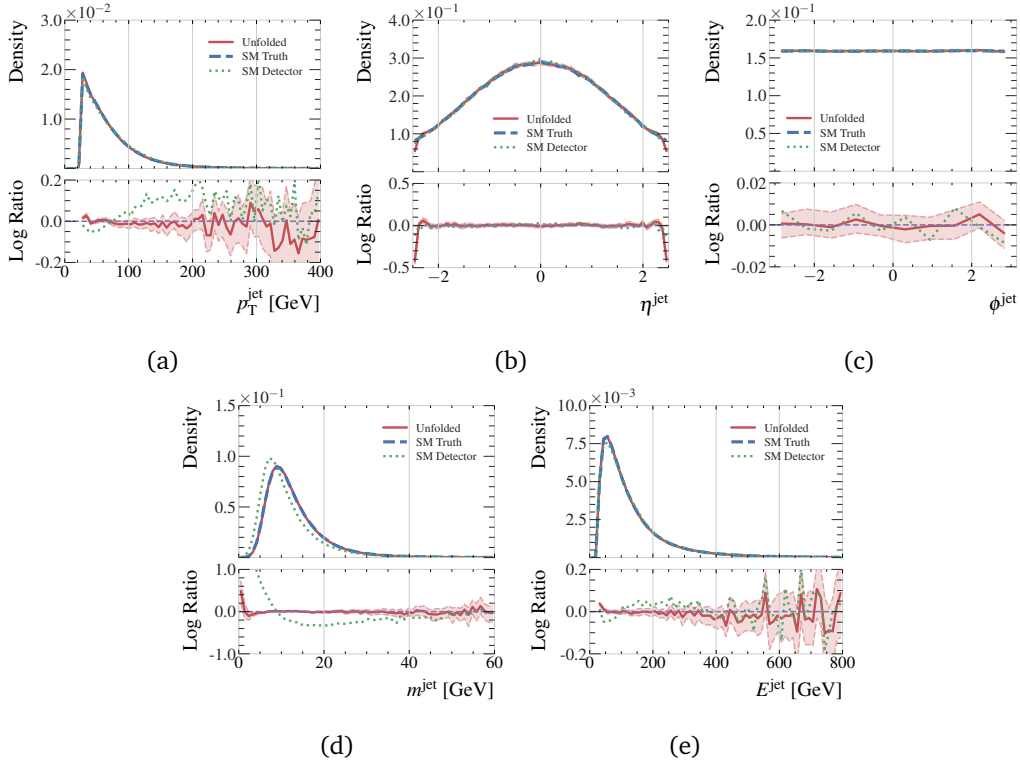 ×10⁻²
3.0
2.0
1.0
Density
Unfolded
SM Truth
SM Detector
0.2
0.0
-0.2
Log Ratio
0
100
200
300
400
p_T^jet [GeV]
(a)
×10⁻¹
4.0
3.0
2.0
1.0
Density
Unfolded
SM Truth
SM Detector
0.5
0.0
-0.5
Log Ratio
−2
0
2
η^jet
(b)
×10⁻¹
2.0
1.5
1.0
0.5
Density
Unfolded
SM Truth
SM Detector
0.02
0.00
-0.02
Log Ratio
−2
0
2
ϕ^jet
(c)
×10⁻¹
1.5
1.0
0.5
Density
Unfolded
SM Truth
SM Detector
1.0
0.0
-1.0
Log Ratio
0
20
40
60
m^jet [GeV]
(d)
×10⁻³
10.0
7.5
5.0
2.5
Density
Unfolded
SM Truth
SM Detector
0.2
0.0
-0.2
Log Ratio
0
200
400
600
800
E^jet [GeV]
(e)